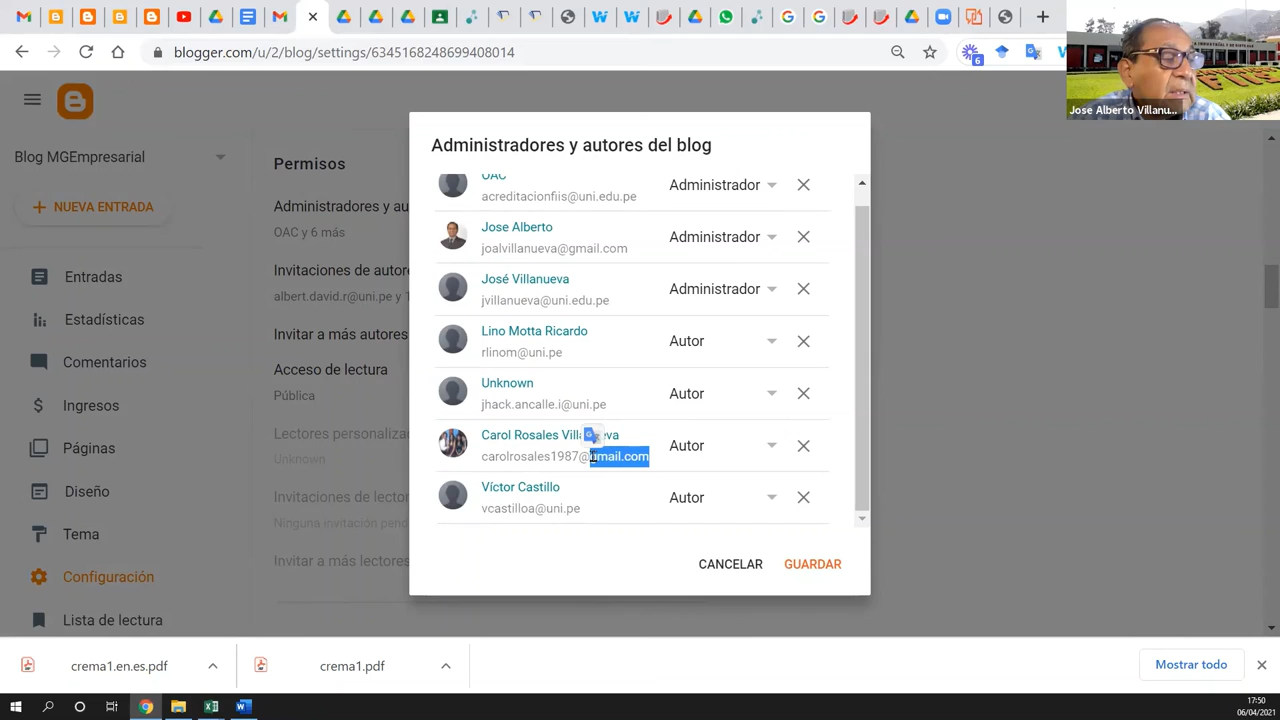 blogger.com/u/2/blog/settings/6345168248699408014
6
Jose Alberto Villanu...
Blog MGEmpresarial
NUEVA ENTRADA
Entradas
Estadísticas
Comentarios
Ingresos
Páginas
Diseño
Tema
Configuración
Lista de lectura
Permisos
Administradores y au
OAC y 6 más
Invitaciones de autore
albert.david.r@uni.pe y 1
Invitar a más autores
Acceso de lectura
Pública
Lectores personaliza
Unknown
Invitaciones de lector
Ninguna invitación pend
Invitar a más lectores
Administradores y autores del blog
OAC
acreditacionfiis@uni.edu.pe
Administrador
Jose Alberto
joalvillanueva@gmail.com
Administrador
José Villanueva
jvillanueva@uni.edu.pe
Administrador
Lino Motta Ricardo
rlinom@uni.pe
Autor
Unknown
jhack.ancalle.i@uni.pe
Autor
Carol Rosales Villa eva
carolrosales1987@gmail.com
Autor
Víctor Castillo
vcastilloa@uni.pe
Autor
CANCELAR
GUARDAR
crema1.en.es.pdf
crema1.pdf
Mostrar todo
17:50
06/04/2021